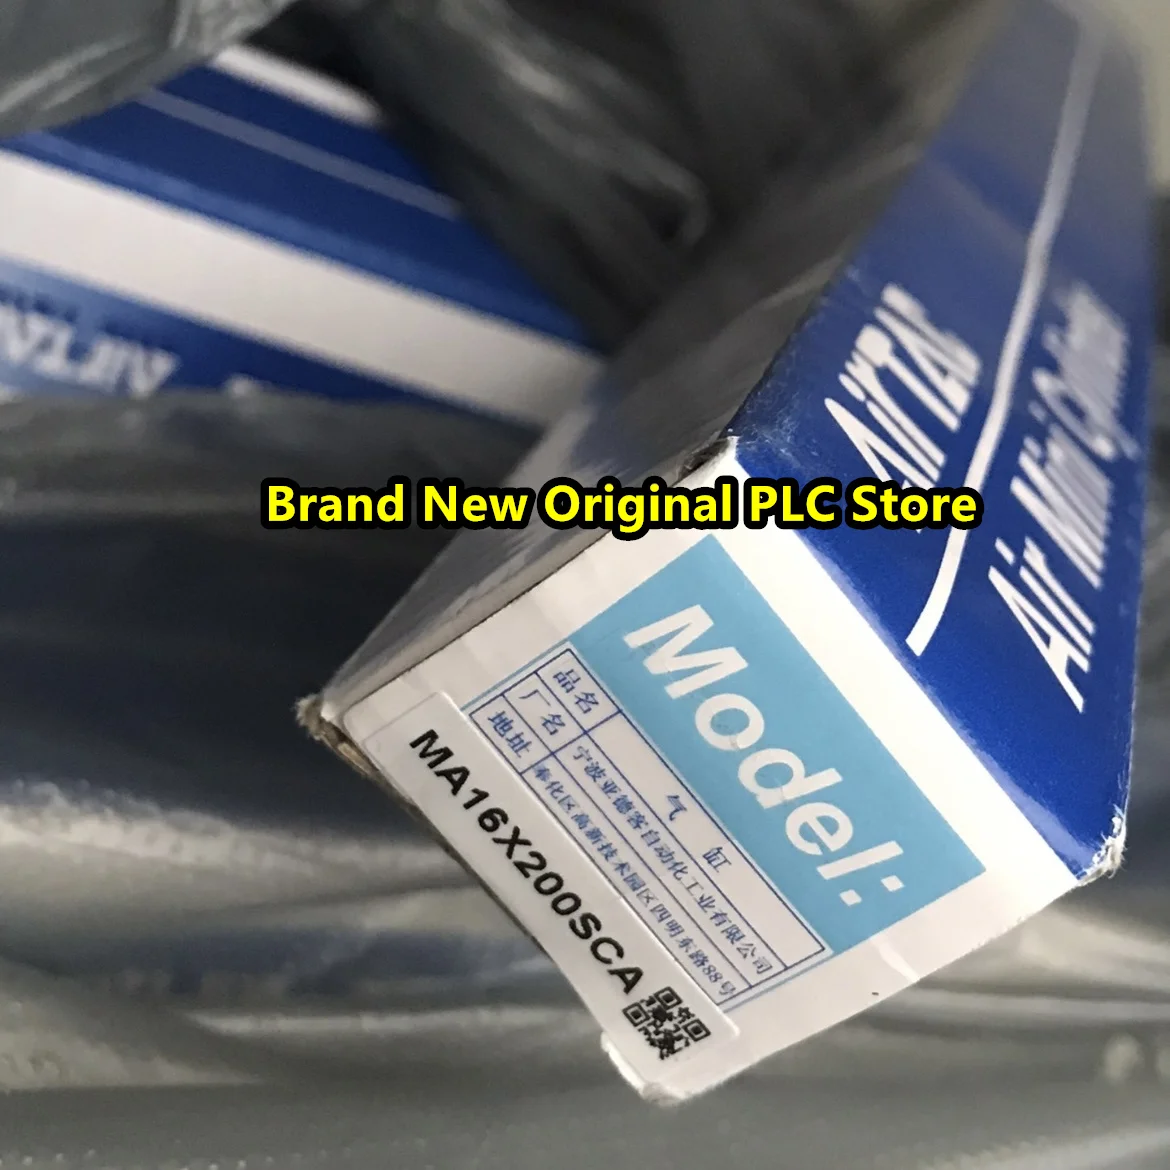 AirTAC
Air Mini Cylinder
AIRTAC
Brand New Original PLC Store
Model:
品名 气缸
厂名 宁波亚德客自动化工业有限公司
地址 奉化区高新技术园区四明东路88号
MA16X200SCA